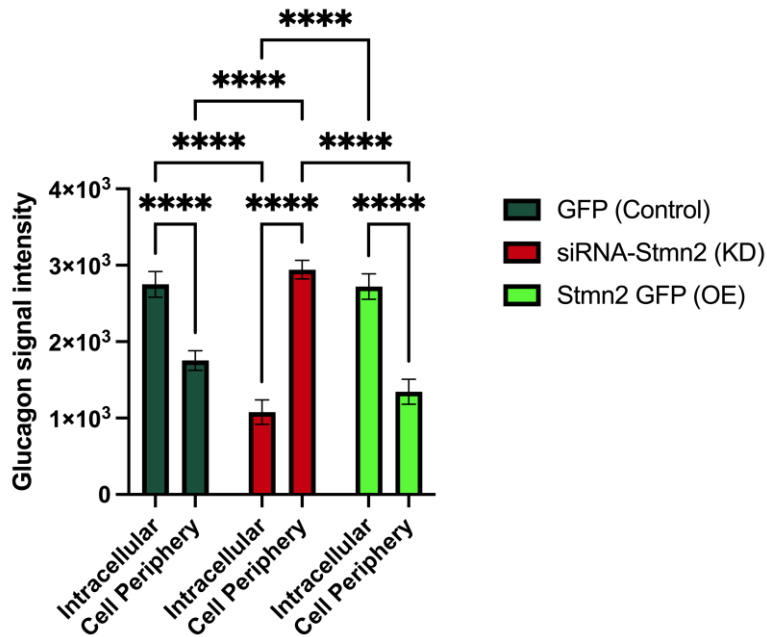 ****
****
****
****
****
****
****
Glucagon signal intensity
4×10³
3×10³
2×10³
1×10³
0
Intracellular
Cell Periphery
Intracellular
Cell Periphery
Intracellular
Cell Periphery
GFP (Control)
siRNA-Stmn2 (KD)
Stmn2 GFP (OE)